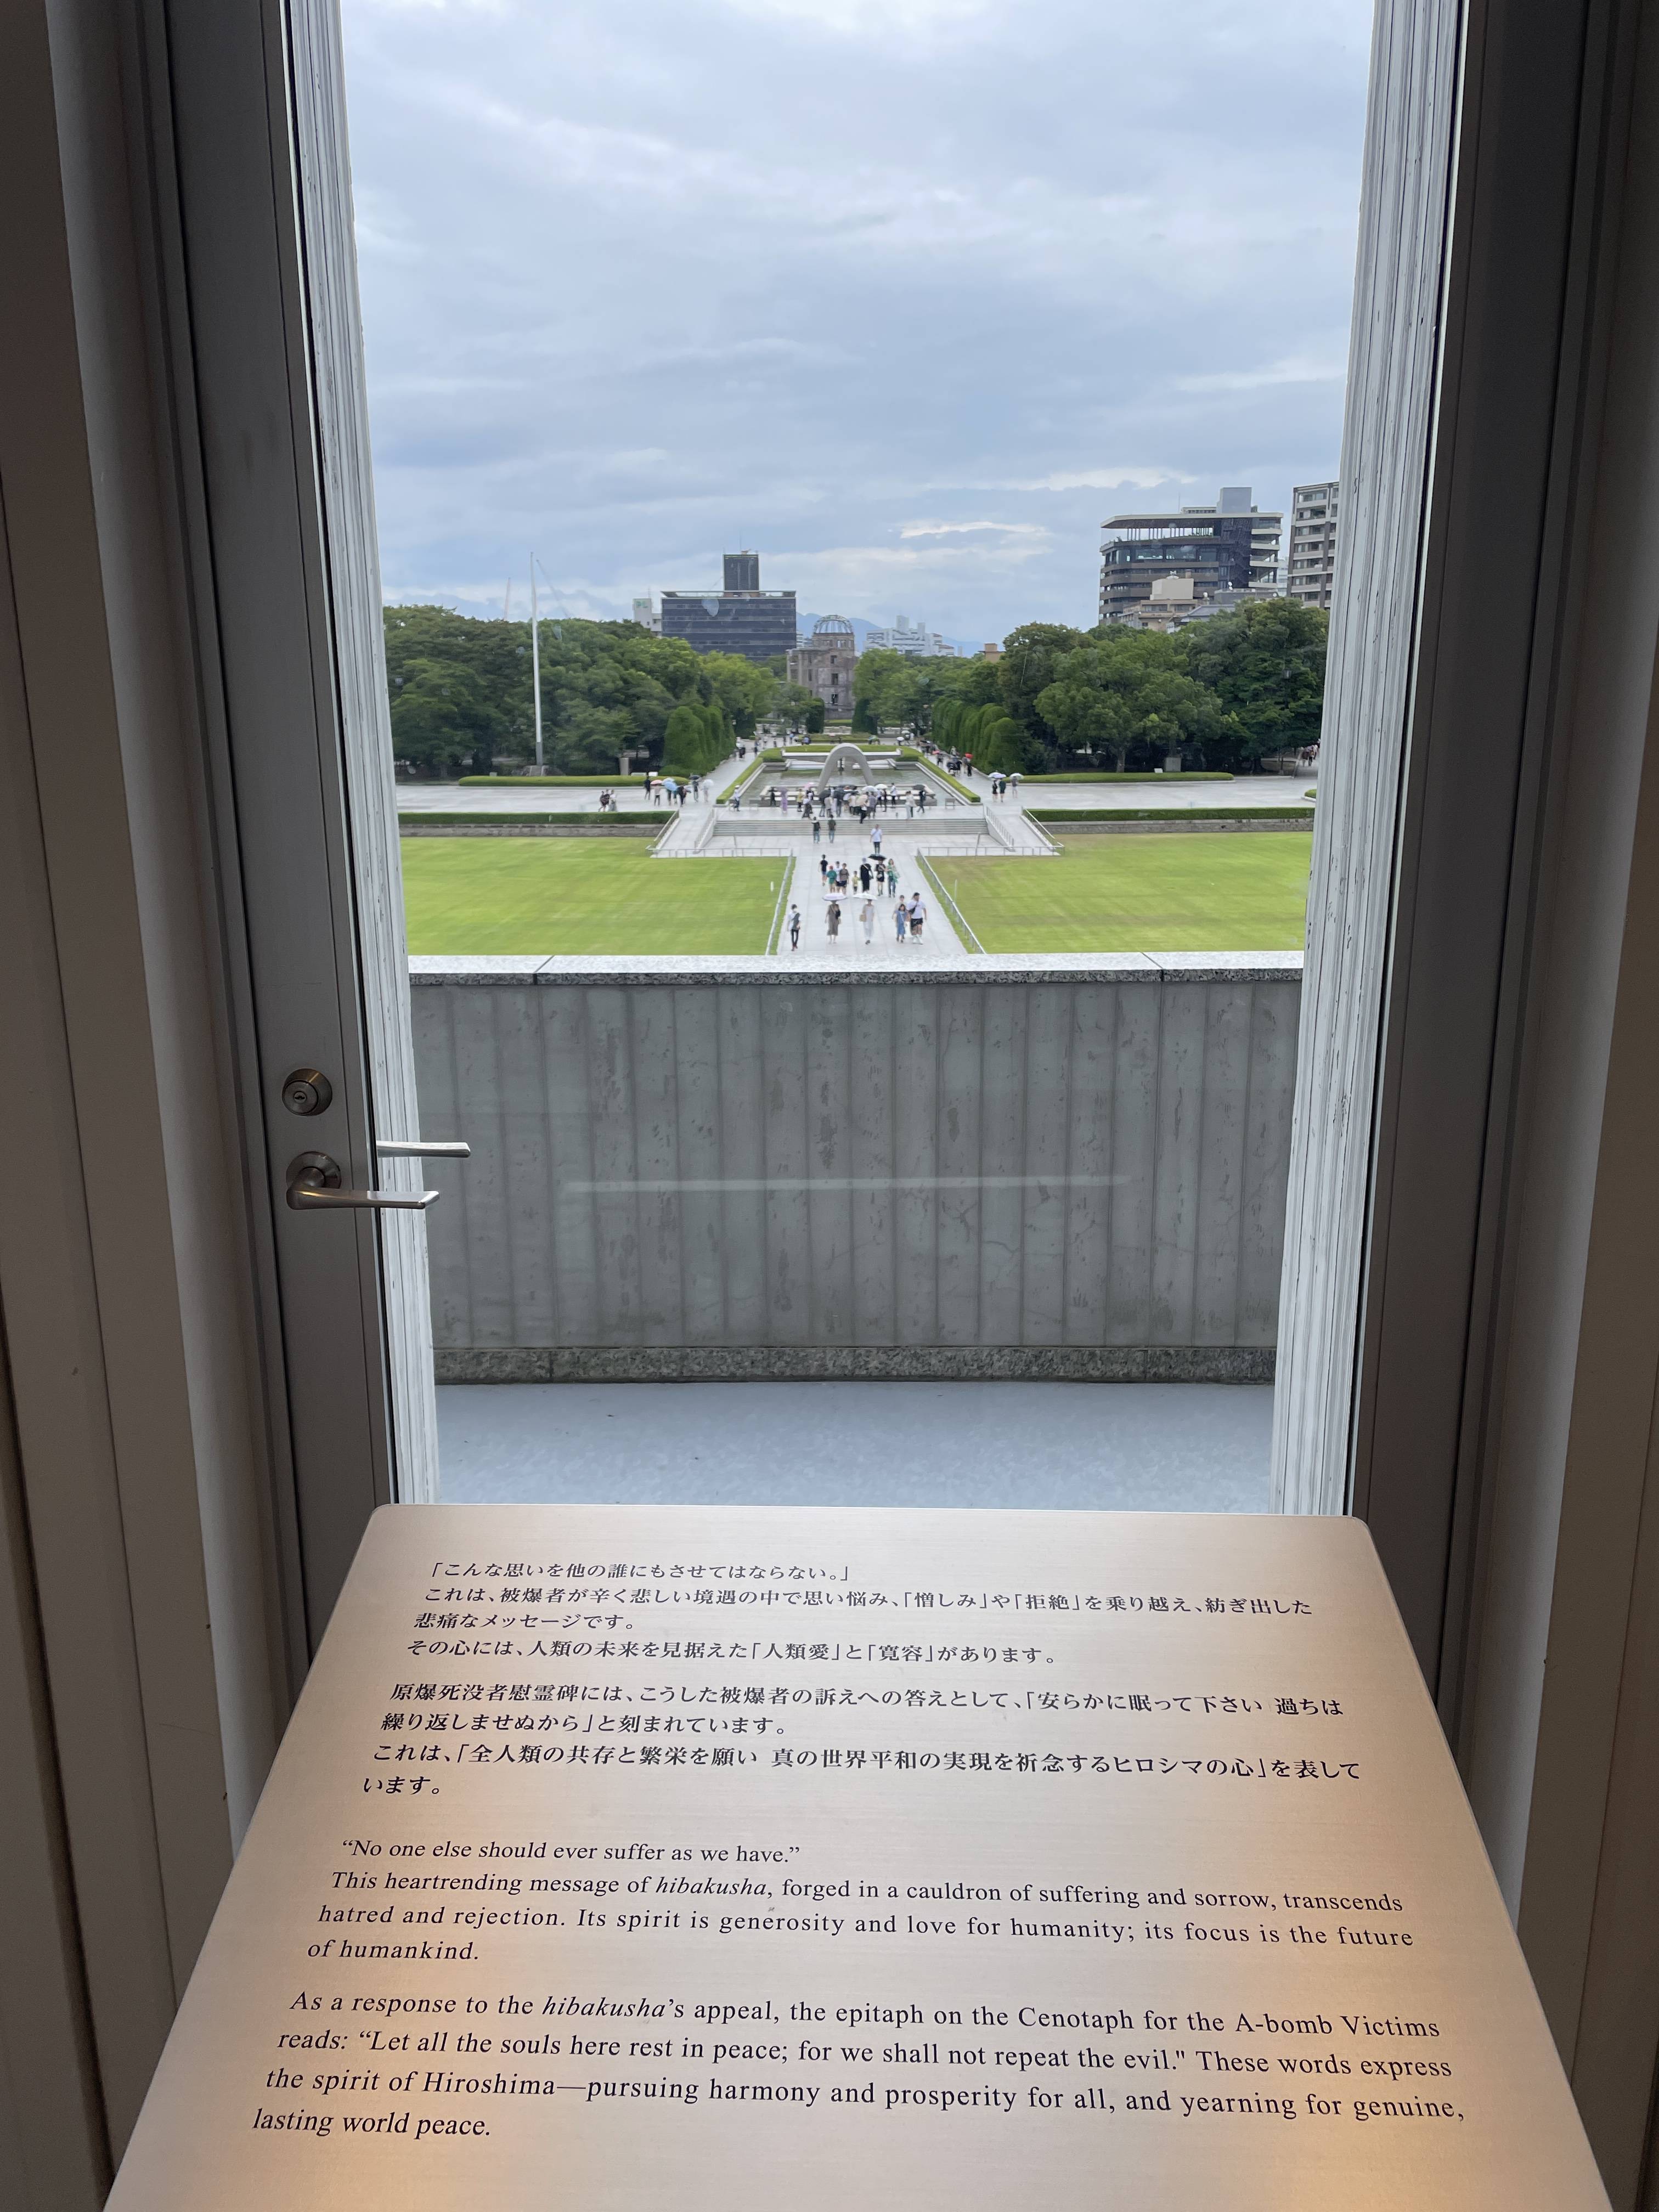 「こんな思いを他の誰にもさせてはならない。」
これは、被爆者が辛く悲しい境遇の中で思い悩み、「憎しみ」や「拒絶」を乗り越え、紡ぎ出した
悲痛なメッセージです。
その心には、人類の未来を見据えた「人類愛」と「寛容」があります。
原爆死没者慰霊碑には、こうした被爆者の訴えへの答えとして、「安らかに眠って下さい 過ちは
繰り返しませぬから」と刻まれています。
これは、「全人類の共存と繁栄を願い 真の世界平和の実現を祈念するヒロシマの心」を表して
います。
“No one else should ever suffer as we have.”
This heartrending message of hibakusha, forged in a cauldron of suffering and sorrow, transcends
hatred and rejection. Its spirit is generosity and love for humanity; its focus is the future
of humankind.
As a response to the hibakusha’s appeal, the epitaph on the Cenotaph for the A-bomb Victims
reads: “Let all the souls here rest in peace; for we shall not repeat the evil." These words express
the spirit of Hiroshima—pursuing harmony and prosperity for all, and yearning for genuine,
lasting world peace.